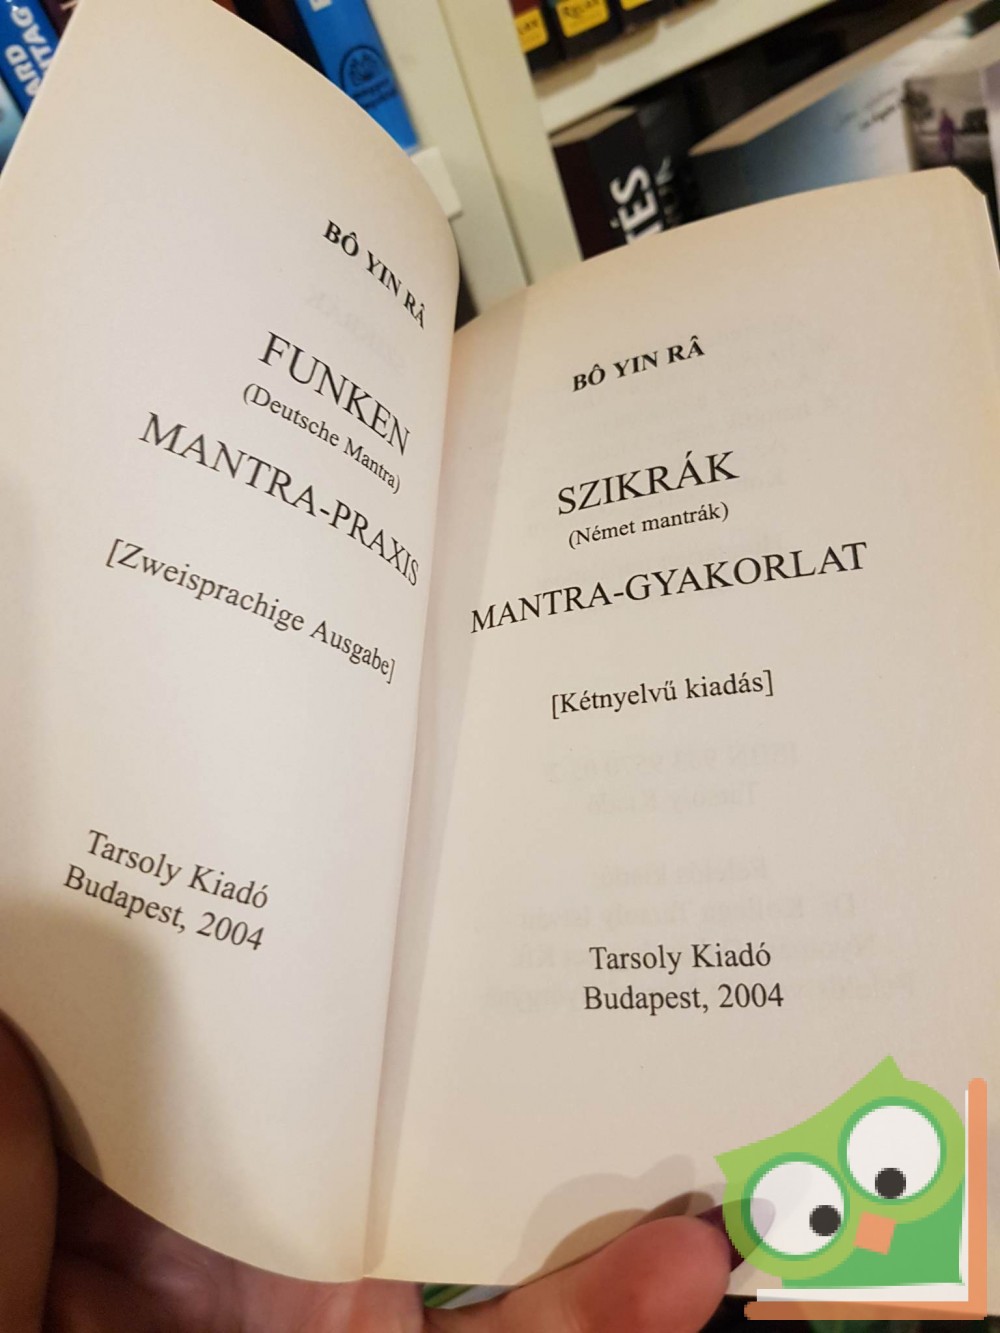 BÔ YIN RÂ
FUNKEN
(Deutsche Mantra)
MANTRA-PRAXIS
[Zweisprachige Ausgabe]
Tarsoly Kiadó
Budapest, 2004
BÔ YIN RÂ
SZIKRÁK
(Német mantrák)
MANTRA-GYAKORLAT
[Kétnyelvű kiadás]
Tarsoly Kiadó
Budapest, 2004